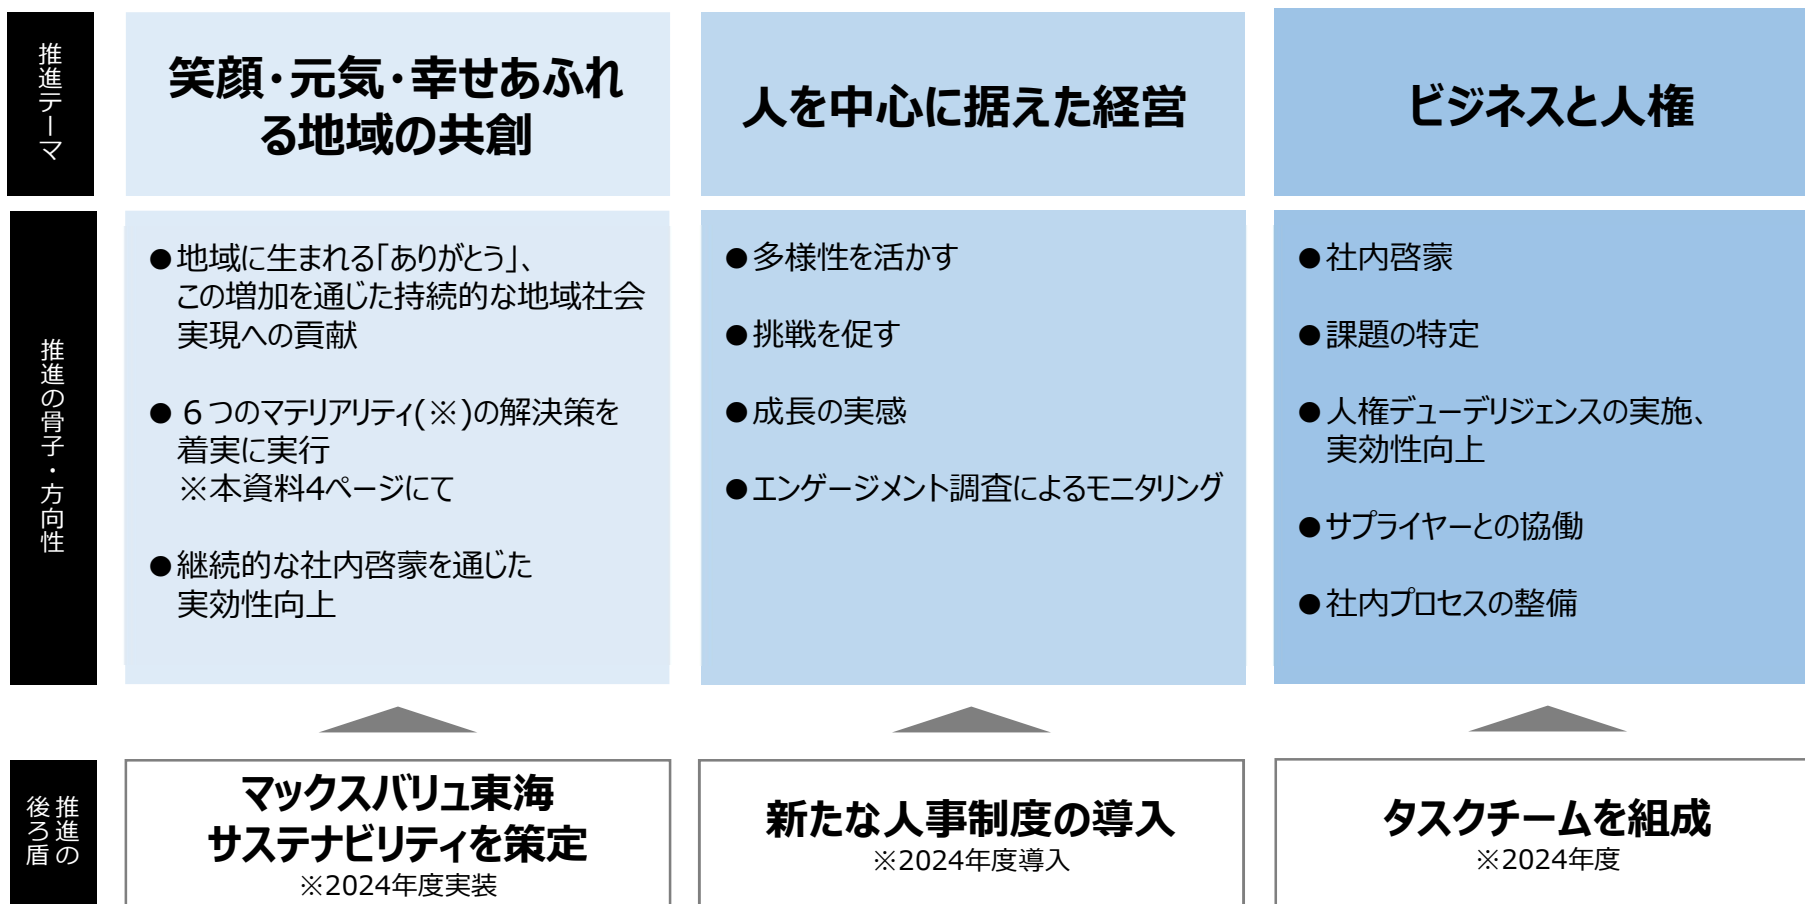 推進テーマ
笑顔・元気・幸せあふれ
る地域の共創
人を中心に据えた経営
ビジネスと人権
推進の骨子・方向性
●地域に生まれる「ありがとう」、
この増加を通じた持続的な地域社会
実現への貢献
●６つのマテリアリティ(※)の解決策を
着実に実行
※本資料4ページにて
●継続的な社内啓蒙を通じた
実効性向上
●多様性を活かす
●挑戦を促す
●成長の実感
●エンゲージメント調査によるモニタリング
●社内啓蒙
●課題の特定
●人権デューデリジェンスの実施、
実効性向上
●サプライヤーとの協働
●社内プロセスの整備
推進の
後ろ盾
マックスバリュ東海
サステナビリティを策定
※2024年度実装
新たな人事制度の導入
※2024年度導入
タスクチームを組成
※2024年度